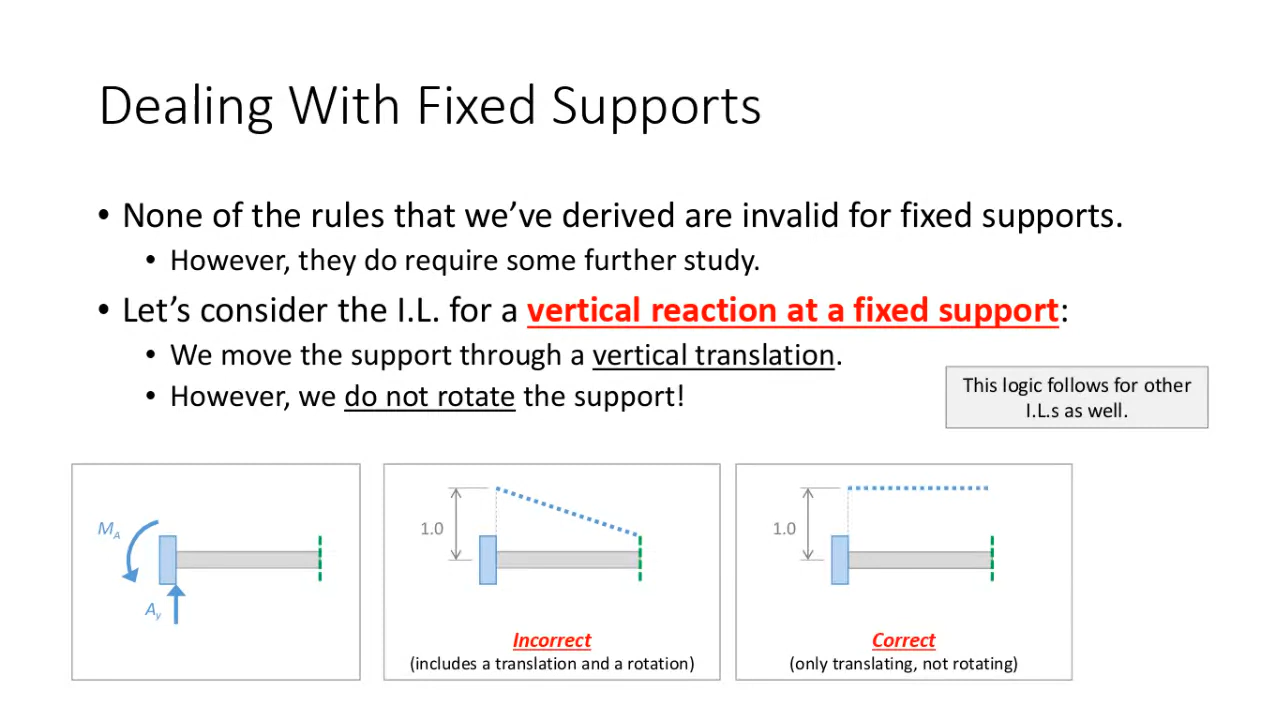 Dealing With Fixed Supports
• None of the rules that we’ve derived are invalid for fixed supports.
• However, they do require some further study.
• Let’s consider the I.L. for a vertical reaction at a fixed support:
• We move the support through a vertical translation.
• However, we do not rotate the support!
This logic follows for other
I.L.s as well.
M_A
A_y
1.0
Incorrect
(includes a translation and a rotation)
1.0
Correct
(only translating, not rotating)